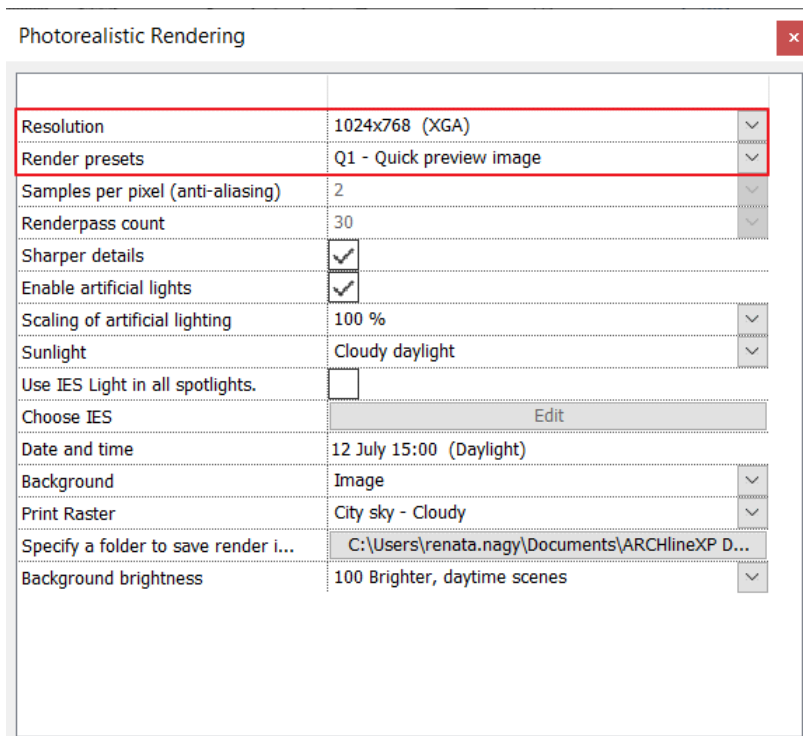 Photorealistic Rendering
Resolution 1024x768 (XGA)
Render presets Q1 - Quick preview image
Samples per pixel (anti-aliasing) 2
Renderpass count 30
Sharper details
Enable artificial lights
Scaling of artificial lighting 100 %
Sunlight Cloudy daylight
Use IES Light in all spotlights.
Choose IES Edit
Date and time 12 July 15:00 (Daylight)
Background Image
Print Raster City sky - Cloudy
Specify a folder to save render i... C:\Users\renata.nagy\Documents\ARCHlineXP D...
Background brightness 100 Brighter, daytime scenes